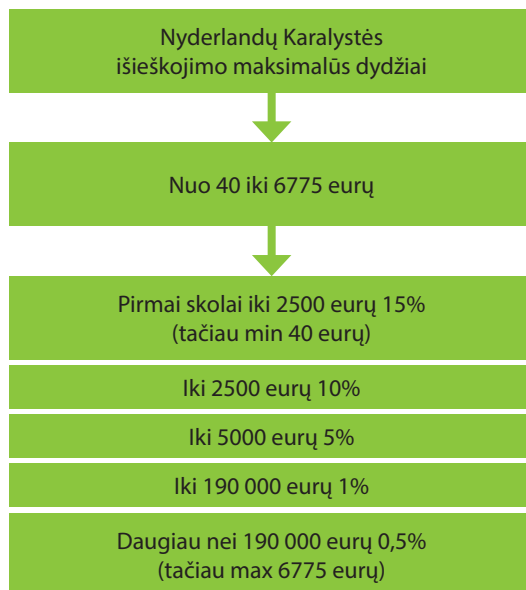 Nyderlandų Karalystės
išieškojimo maksimalūs dydžiai
Nuo 40 iki 6775 eurų
Pirmai skolai iki 2500 eurų 15%
(tačiau min 40 eurų)
Iki 2500 eurų 10%
Iki 5000 eurų 5%
Iki 190 000 eurų 1%
Daugiau nei 190 000 eurų 0,5%
(tačiau max 6775 eurų)